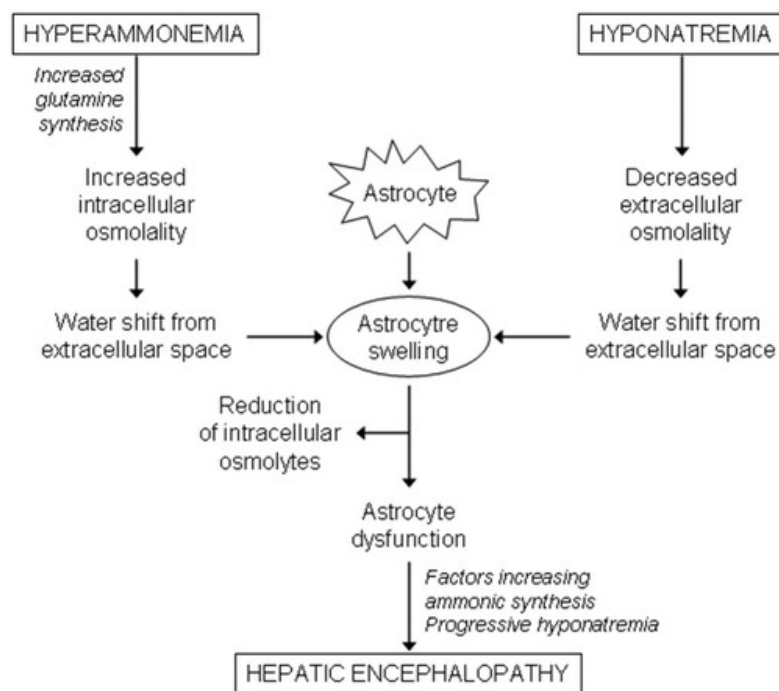 HYPERAMMONEMIA
Increased
glutamine
synthesis
Increased
intracellular
osmolality
Water shift from
extracellular space
Astrocyte
Astrocytre
swelling
HYPONATREMIA
Decreased
extracellular
osmolality
Water shift from
extracellular space
Reduction
of intracellular
osmolytes
Astrocyte
dysfunction
Factors increasing
ammonic synthesis
Progressive hyponatremia
HEPATIC ENCEPHALOPATHY